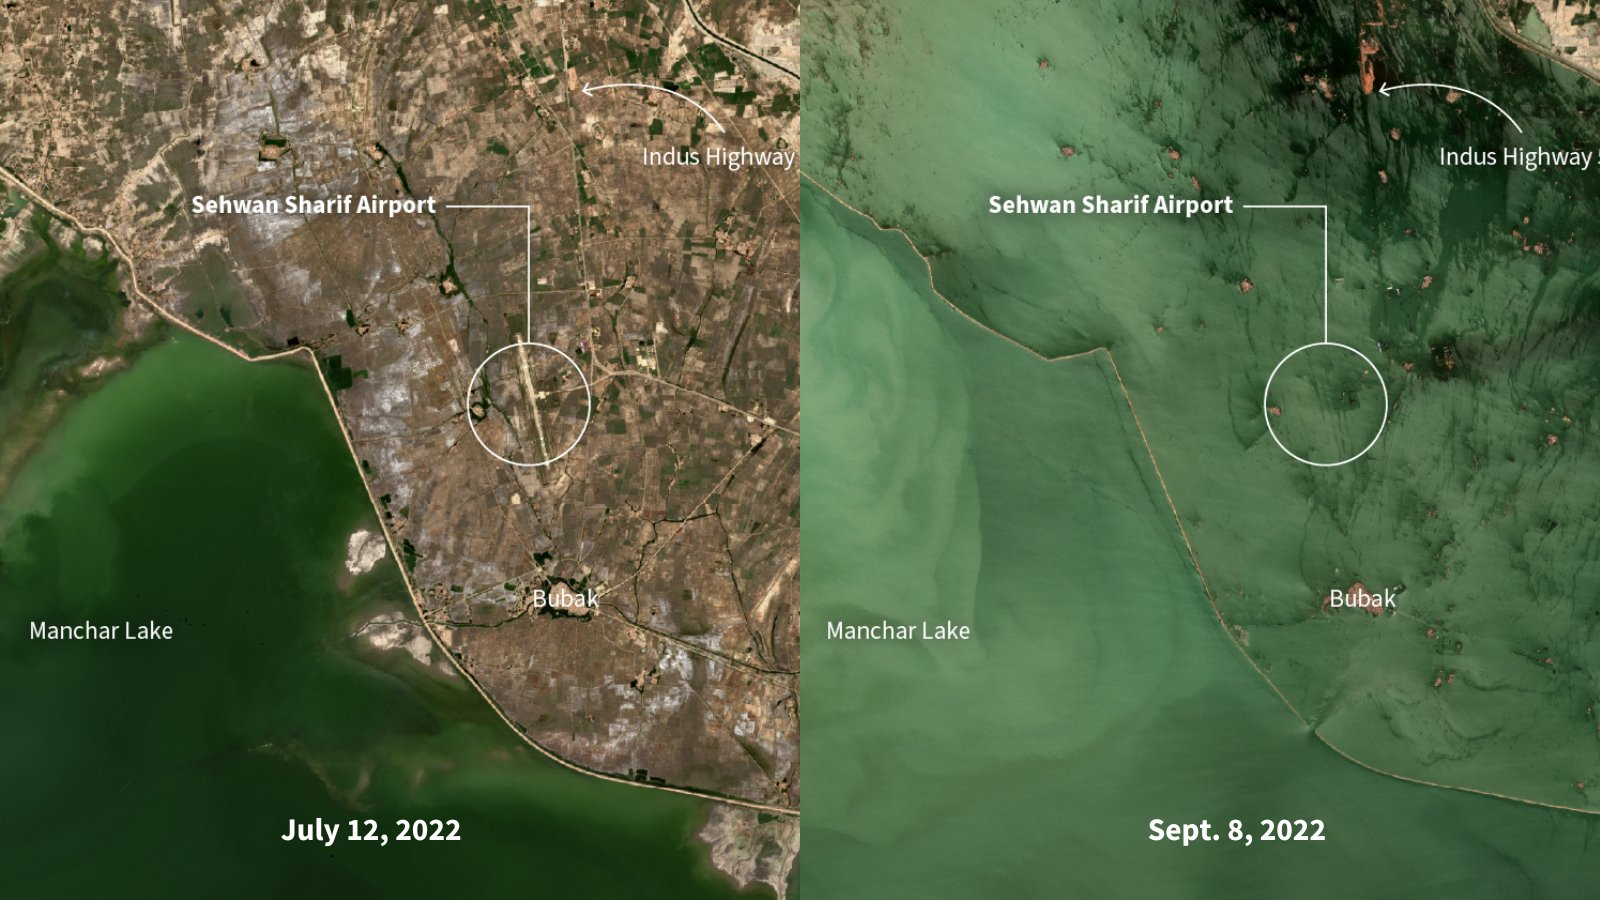 Indus Highway
Sehwan Sharif Airport
Bubak
Manchar Lake
July 12, 2022
Indus Highway
Sehwan Sharif Airport
Bubak
Manchar Lake
Sept. 8, 2022